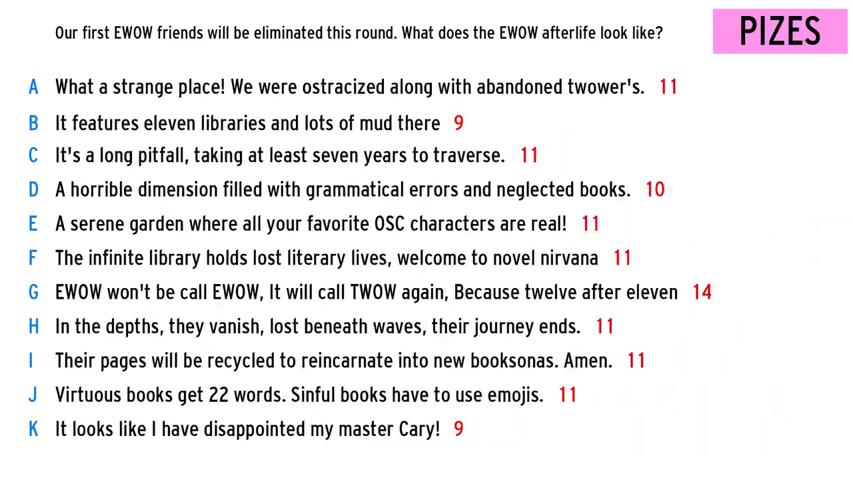 Our first EWOW friends will be eliminated this round. What does the EWOW afterlife look like?
PIZES
A What a strange place! We were ostracized along with abandoned twower's. 11
B It features eleven libraries and lots of mud there 9
C It's a long pitfall, taking at least seven years to traverse. 11
D A horrible dimension filled with grammatical errors and neglected books. 10
E A serene garden where all your favorite OSC characters are real! 11
F The infinite library holds lost literary lives, welcome to novel nirvana 11
G EWOW won't be call EWOW, It will call TWOW again, Because twelve after eleven 14
H In the depths, they vanish, lost beneath waves, their journey ends. 11
I Their pages will be recycled to reincarnate into new booksonas. Amen. 11
J Virtuous books get 22 words. Sinful books have to use emojis. 11
K It looks like I have disappointed my master Cary! 9